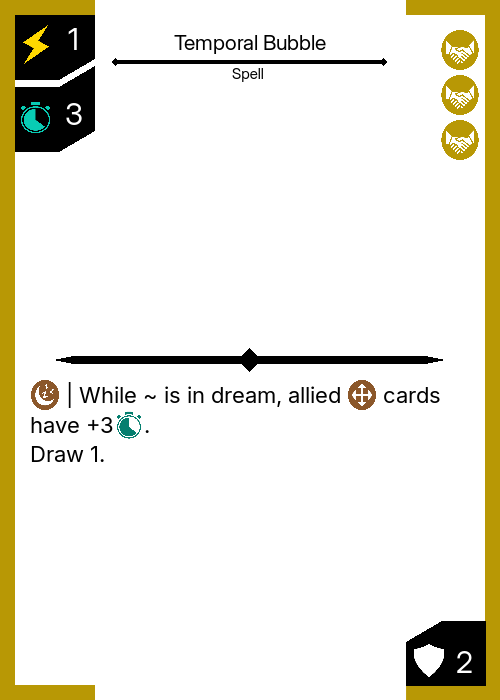 1
Temporal Bubble
Spell
3
| While ~ is in dream, allied cards
have +3.
Draw 1.
2